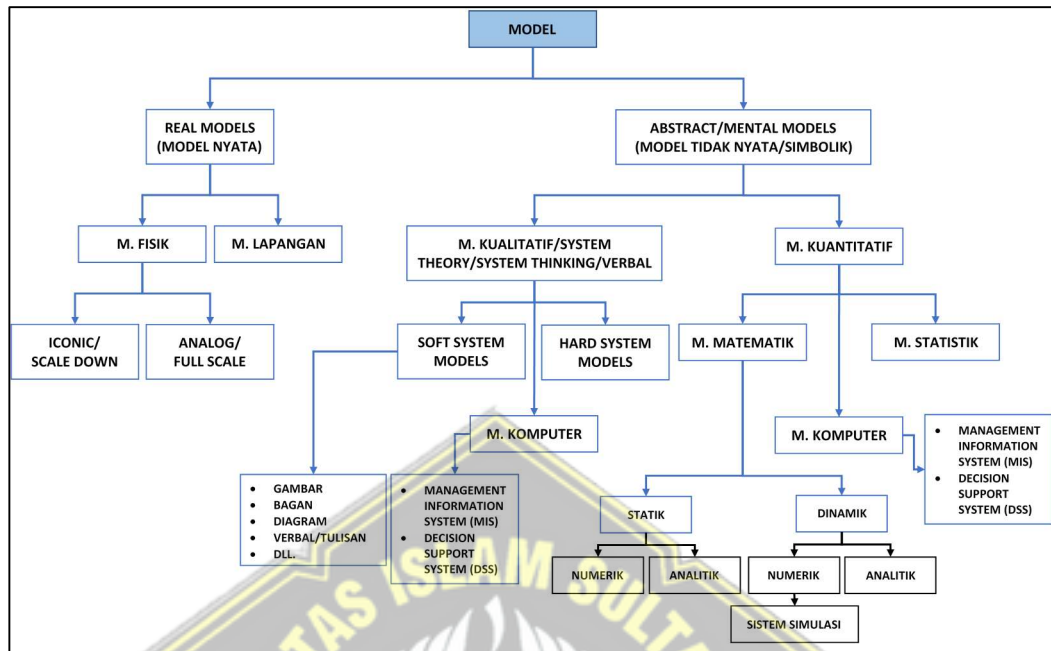 MODEL
REAL MODELS
(MODEL NYATA)
ABSTRACT/MENTAL MODELS
(MODEL TIDAK NYATA/SIMBOLIK)
M. FISIK
M. LAPANGAN
M. KUALITATIF/SYSTEM
THEORY/SYSTEM THINKING/VERBAL
M. KUANTITATIF
ICONIC/
SCALE DOWN
ANALOG/
FULL SCALE
SOFT SYSTEM
MODELS
HARD SYSTEM
MODELS
M. MATEMATIK
M. STATISTIK
M. KOMPUTER
M. KOMPUTER
• MANAGEMENT
INFORMATION
SYSTEM (MIS)
• DECISION
SUPPORT
SYSTEM (DSS)
• GAMBAR
• BAGAN
• DIAGRAM
• VERBAL/TULISAN
• DLL.
• MANAGEMENT
INFORMATION
SYSTEM (MIS)
• DECISION
SUPPORT
SYSTEM (DSS)
STATIK
DINAMIK
NUMERIK
ANALITIK
NUMERIK
ANALITIK
SISTEM SIMULASI
TAS ISLAM SULTA